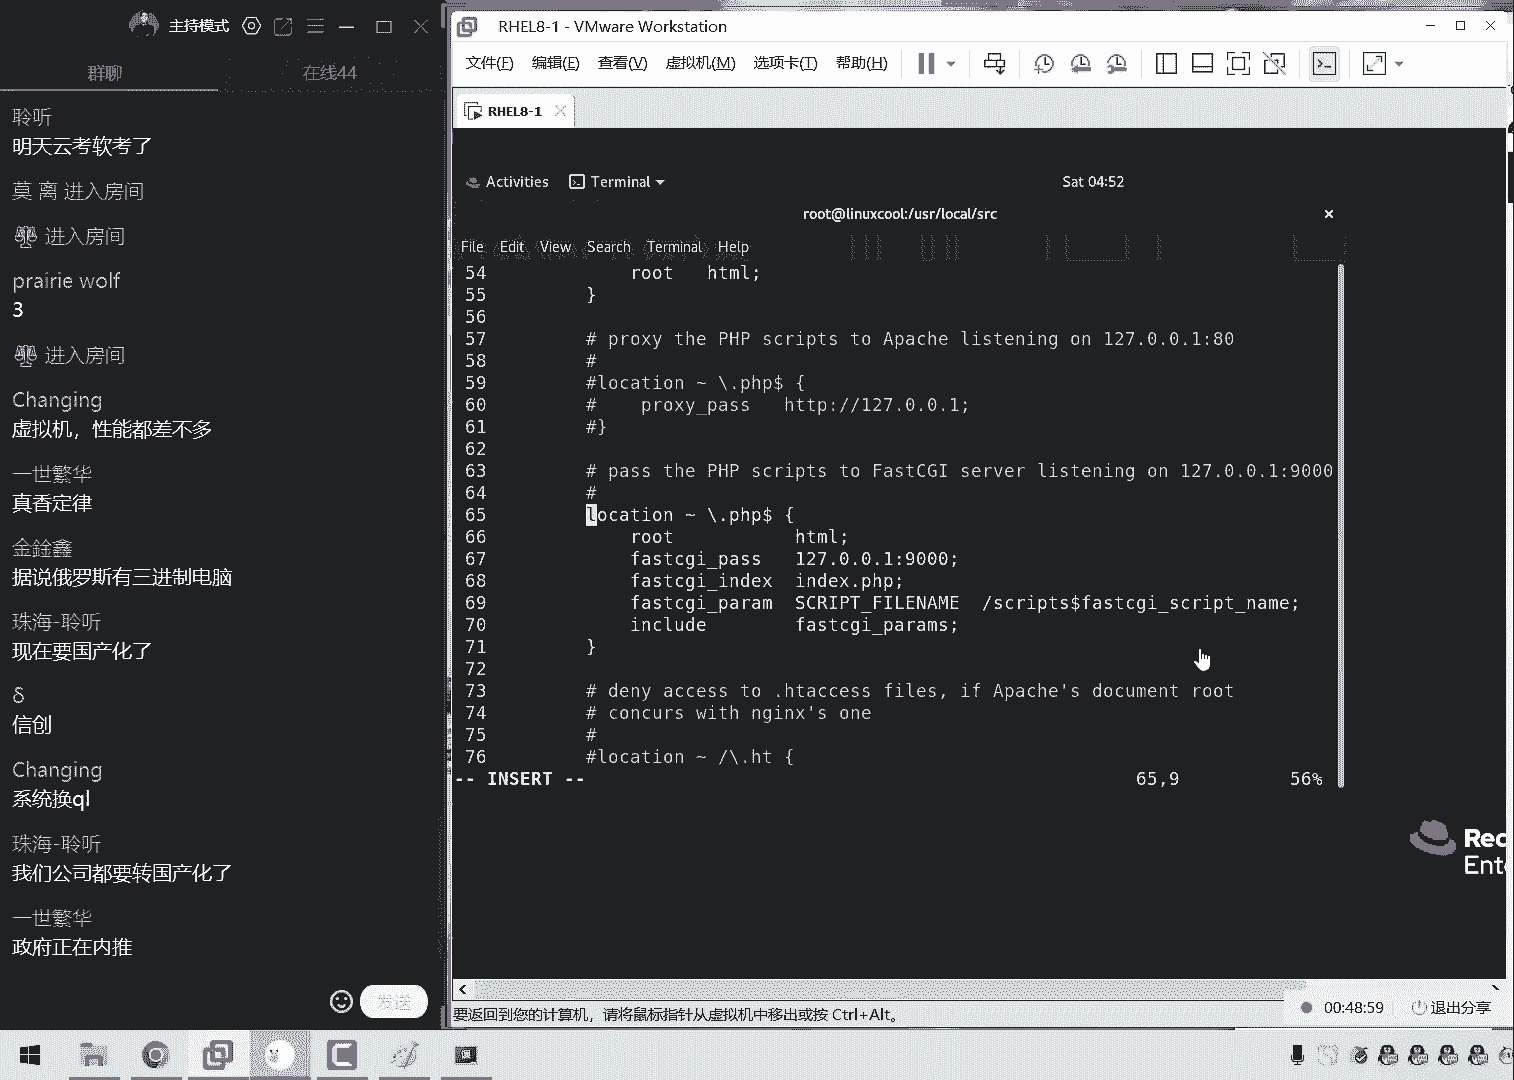 主持模式
群聊
在线44
聆听
明天云考软考了
莫 离 进入房间
进入房间
prairie wolf
3
进入房间
Changing
虚拟机，性能都差不多
一世繁华
真香定律
金銓鑫
据说俄罗斯有三进制电脑
珠海-聆听
现在要国产化了
δ
信创
Changing
系统换ql
珠海-聆听
我们公司都要转国产化了
一世繁华
政府正在内推
发送
RHEL8-1 - VMware Workstation
文件(F) 编辑(E) 查看(V) 虚拟机(M) 选项卡(T) 帮助(H)
RHEL8-1
Activities Terminal Sat 04:52
root@linuxcool:/usr/local/src
File Edit View Search Terminal Help
54 root html;
55 }
56
57 # proxy the PHP scripts to Apache listening on 127.0.0.1:80
58 #
59 #location ~ \.php$ {
60 # proxy_pass http://127.0.0.1;
61 #}
62
63 # pass the PHP scripts to FastCGI server listening on 127.0.0.1:9000
64 #
65 location ~ \.php$ {
66 root html;
67 fastcgi_pass 127.0.0.1:9000;
68 fastcgi_index index.php;
69 fastcgi_param SCRIPT_FILENAME /scripts$fastcgi_script_name;
70 include fastcgi_params;
71 }
72
73 # deny access to .htaccess files, if Apache's document root
74 # concurs with nginx's one
75 #
76 #location ~ /\.ht {
-- INSERT -- 65,9 56%
Rec
Ente
要返回到您的计算机，请将鼠标指针从虚拟机中移出或按 Ctrl+Alt。
00:48:59 退出分享